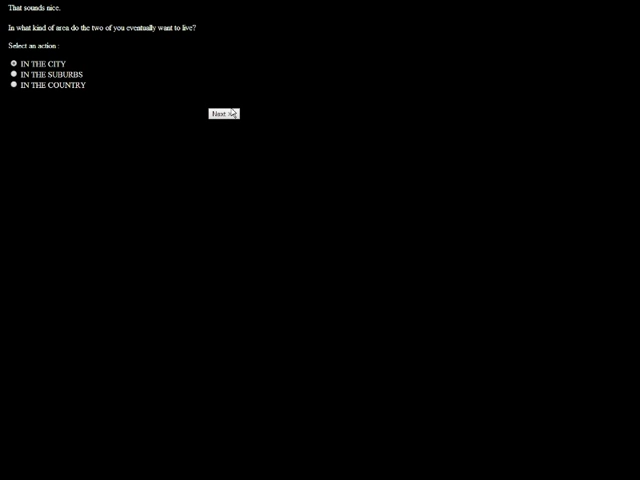 That sounds nice.
In what kind of area do the two of you eventually want to live?
Select an action :
IN THE CITY
IN THE SUBURBS
IN THE COUNTRY
Next